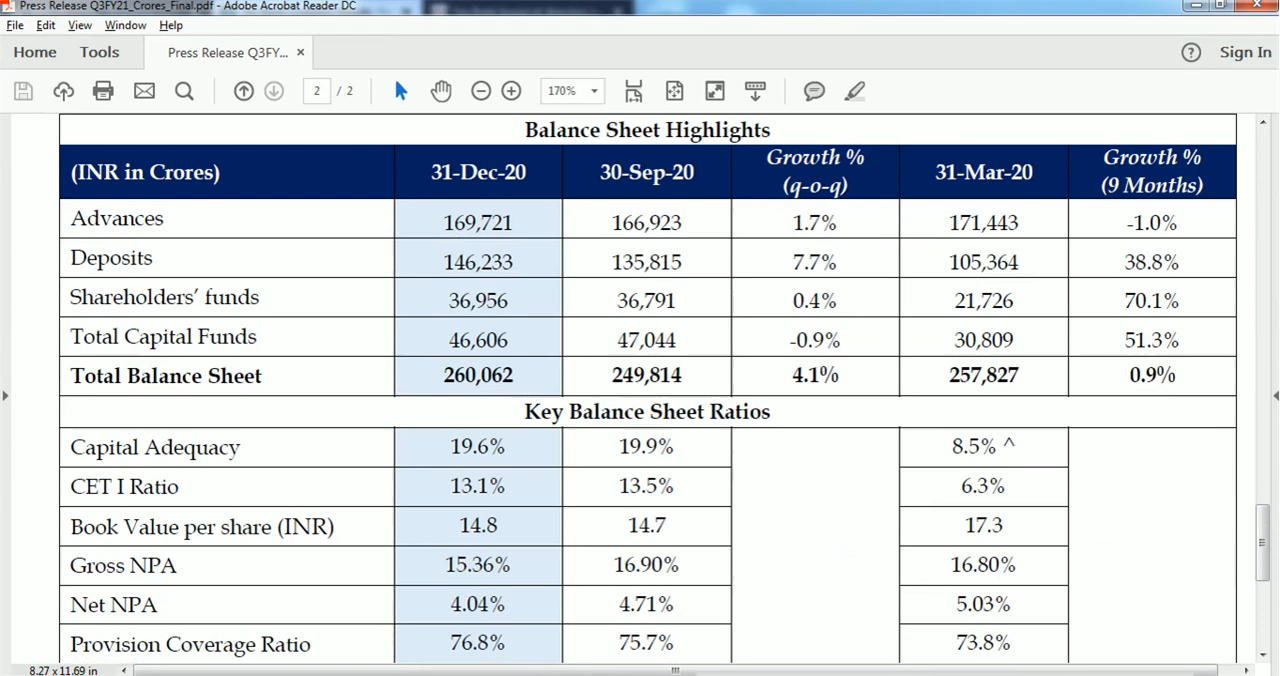 Press Release Q3FY21_Crores_Final.pdf - Adobe Acrobat Reader DC
File Edit View Window Help
Home Tools Press Release Q3FY... × ? Sign In
2 / 2 170%
Balance Sheet Highlights
(INR in Crores) 31-Dec-20 30-Sep-20 Growth % (q-o-q) 31-Mar-20 Growth % (9 Months)
Advances 169,721 166,923 1.7% 171,443 -1.0%
Deposits 146,233 135,815 7.7% 105,364 38.8%
Shareholders' funds 36,956 36,791 0.4% 21,726 70.1%
Total Capital Funds 46,606 47,044 -0.9% 30,809 51.3%
Total Balance Sheet 260,062 249,814 4.1% 257,827 0.9%
Key Balance Sheet Ratios
Capital Adequacy 19.6% 19.9% 8.5% ^
CET I Ratio 13.1% 13.5% 6.3%
Book Value per share (INR) 14.8 14.7 17.3
Gross NPA 15.36% 16.90% 16.80%
Net NPA 4.04% 4.71% 5.03%
Provision Coverage Ratio 76.8% 75.7% 73.8%
8.27 x 11.69 in